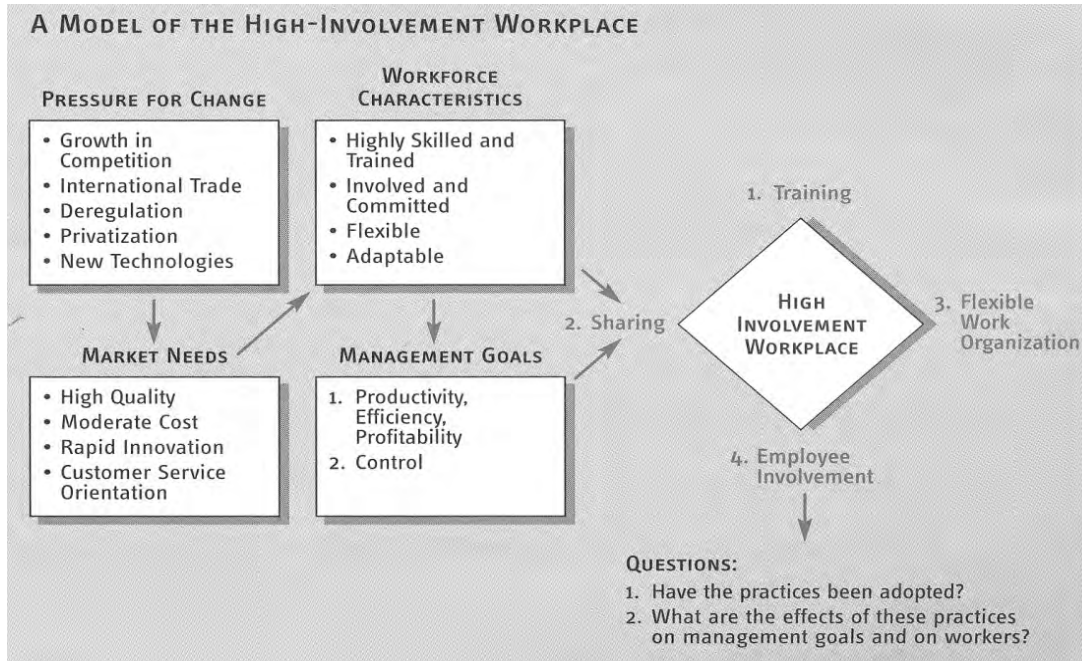 A MODEL OF THE HIGH-INVOLVEMENT WORKPLACE
PRESSURE FOR CHANGE
• Growth in
Competition
• International Trade
• Deregulation
• Privatization
• New Technologies
MARKET NEEDS
• High Quality
• Moderate Cost
• Rapid Innovation
• Customer Service
Orientation
WORKFORCE
CHARACTERISTICS
• Highly Skilled and
Trained
• Involved and
Committed
• Flexible
• Adaptable
MANAGEMENT GOALS
1. Productivity,
Efficiency,
Profitability
2. Control
1. Training
2. Sharing
HIGH
INVOLVEMENT
WORKPLACE
3. Flexible
Work
Organization
4. Employee
Involvement
QUESTIONS:
1. Have the practices been adopted?
2. What are the effects of these practices
on management goals and on workers?